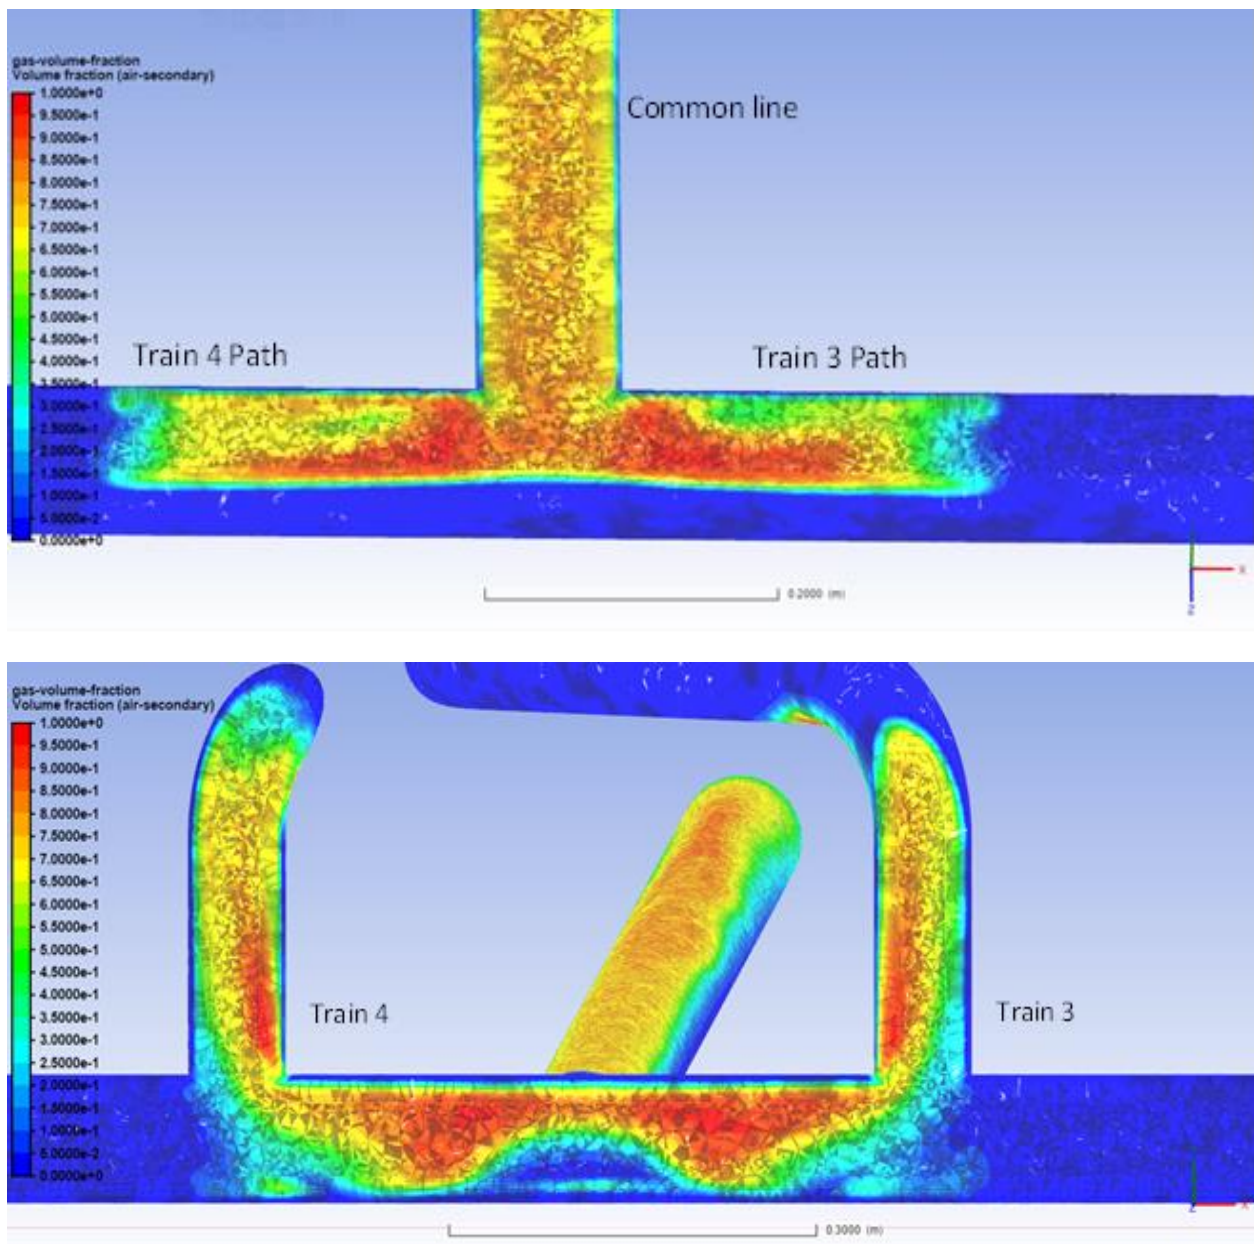 gas-volume-fraction
Volume fraction (air-secondary)
1.0000e+0
9.5000e-1
9.0000e-1
8.5000e-1
8.0000e-1
7.5000e-1
7.0000e-1
6.5000e-1
6.0000e-1
5.5000e-1
5.0000e-1
4.5000e-1
4.0000e-1
3.5000e-1
3.0000e-1
2.5000e-1
2.0000e-1
1.5000e-1
1.0000e-1
5.0000e-2
0.0000e+0
Common line
Train 4 Path
Train 3 Path
0.2000 (m)
X
gas-volume-fraction
Volume fraction (air-secondary)
1.0000e+0
9.5000e-1
9.0000e-1
8.5000e-1
8.0000e-1
7.5000e-1
7.0000e-1
6.5000e-1
6.0000e-1
5.5000e-1
5.0000e-1
4.5000e-1
4.0000e-1
3.5000e-1
3.0000e-1
2.5000e-1
2.0000e-1
1.5000e-1
1.0000e-1
5.0000e-2
0.0000e+0
Train 4
Train 3
0.3000 (m)
Z
X